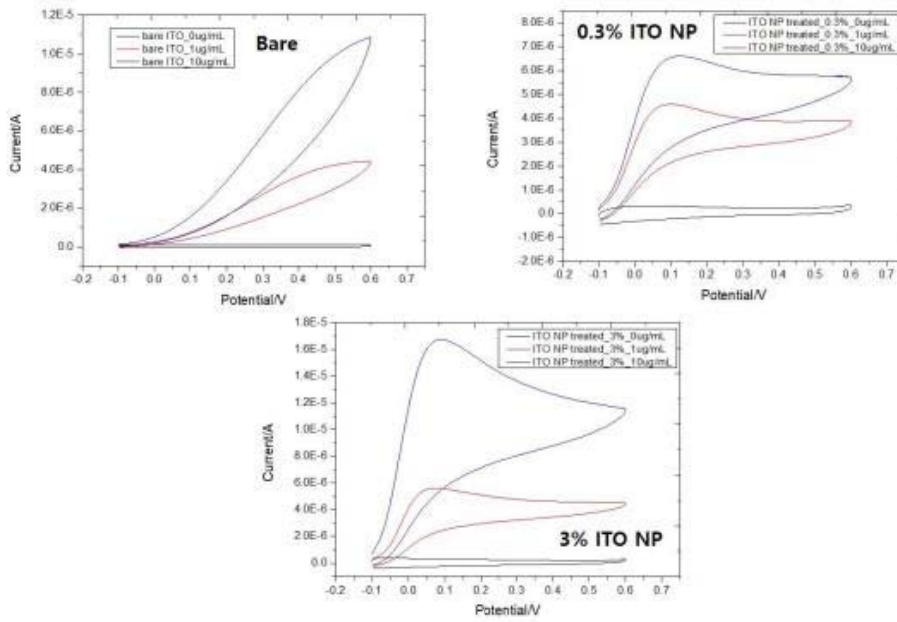 1.2E-5
1.0E-5
8.0E-6
6.0E-6
4.0E-6
2.0E-6
0.0
Current/A
bare ITO_0ug/mL
bare ITO_1ug/mL
bare ITO_10ug/mL
Bare
-0.2 -0.1 0.0 0.1 0.2 0.3 0.4 0.5 0.6 0.7
Potential/V
8.0E-6
7.0E-6
6.0E-6
5.0E-6
4.0E-6
3.0E-6
2.0E-6
1.0E-6
0.0
-1.0E-6
-2.0E-6
Current/A
0.3% ITO NP
ITO NP treated_0.3%_0ug/mL
ITO NP treated_0.3%_1ug/mL
ITO NP treated_0.3%_10ug/mL
-0.2 -0.1 0.0 0.1 0.2 0.3 0.4 0.5 0.6 0.7
Potential/V
1.8E-5
1.6E-5
1.4E-5
1.2E-5
1.0E-5
8.0E-6
6.0E-6
4.0E-6
2.0E-6
0.0
Current/A
ITO NP treated_3%_0ug/mL
ITO NP treated_3%_1ug/mL
ITO NP treated_3%_10ug/mL
3% ITO NP
-0.2 -0.1 0.0 0.1 0.2 0.3 0.4 0.5 0.6 0.7
Potential/V